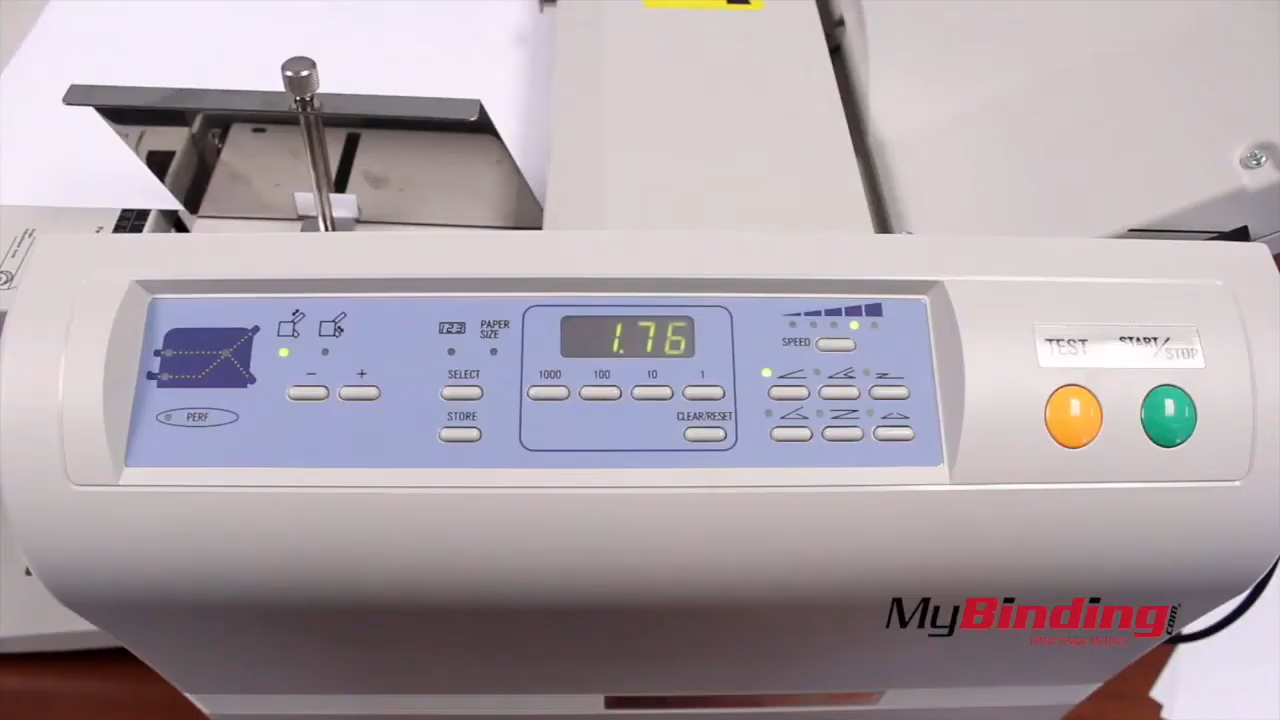 123
PAPER
SIZE
1.76
SPEED
TEST
START/STOP
− +
SELECT
1000 100 10 1
PERF
STORE
CLEAR/RESET
MyBinding.com